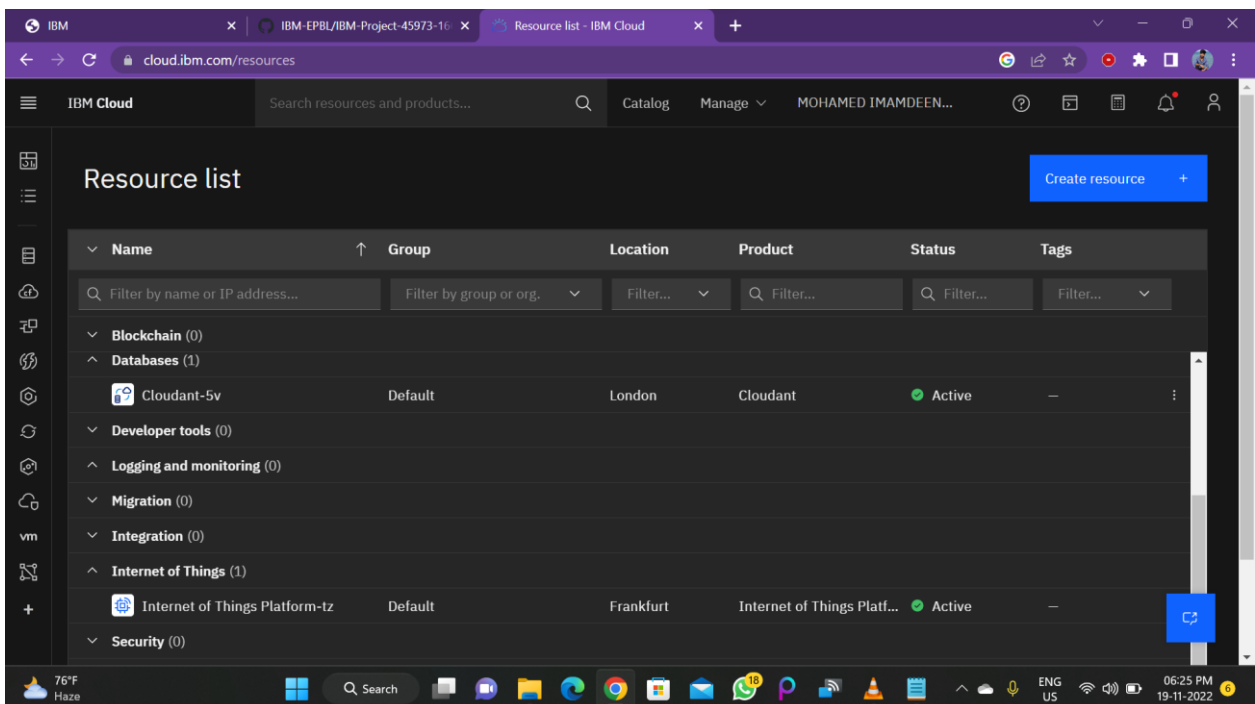 IBM
IBM-EPBL/IBM-Project-45973-16
Resource list - IBM Cloud
cloud.ibm.com/resources
IBM Cloud
Search resources and products...
Catalog
Manage
MOHAMED IMAMDEEN...
Resource list
Create resource +
Name Group Location Product Status Tags
Filter by name or IP address... Filter by group or org. Filter... Filter... Filter... Filter...
Blockchain (0)
Databases (1)
Cloudant-5v Default London Cloudant Active –
Developer tools (0)
Logging and monitoring (0)
Migration (0)
Integration (0)
vm
Internet of Things (1)
Internet of Things Platform-tz Default Frankfurt Internet of Things Platf... Active –
Security (0)
76°F
Haze
Search
18
ENG
US
06:25 PM
19-11-2022
6